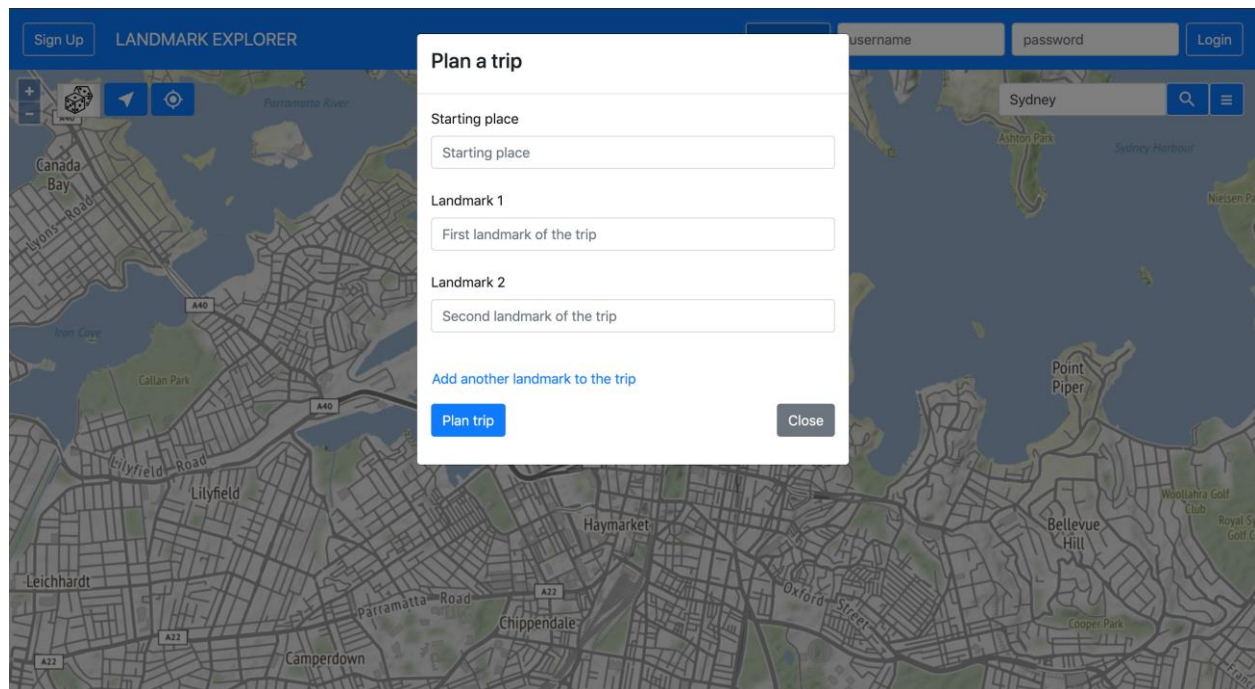 Sign Up
LANDMARK EXPLORER
username
password
Login
Plan a trip
Starting place
Starting place
Landmark 1
First landmark of the trip
Landmark 2
Second landmark of the trip
Add another landmark to the trip
Plan trip
Close
+
-
Sydney
Parramatta River
Ashton Park
Sydney Harbour
A40
Canada
Bay
Nielsen
Lyons Road
A40
Iron Cove
Callan Park
A40
Point
Piper
Lilyfield Road
Lilyfield
Haymarket
Woollahra Golf
Club
Royal
Golf
Bellevue
Hill
Leichhardt
A22
Parramatta Road
Oxford Street
Chippendale
Cooper Park
A22
Camperdown
A22